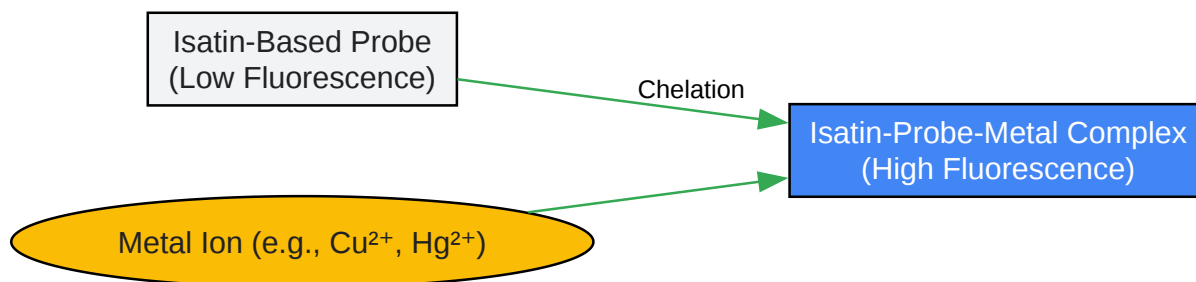 Isatin-Based Probe
(Low Fluorescence)
Chelation
Isatin-Probe-Metal Complex
(High Fluorescence)
Metal Ion (e.g., Cu²⁺, Hg²⁺)